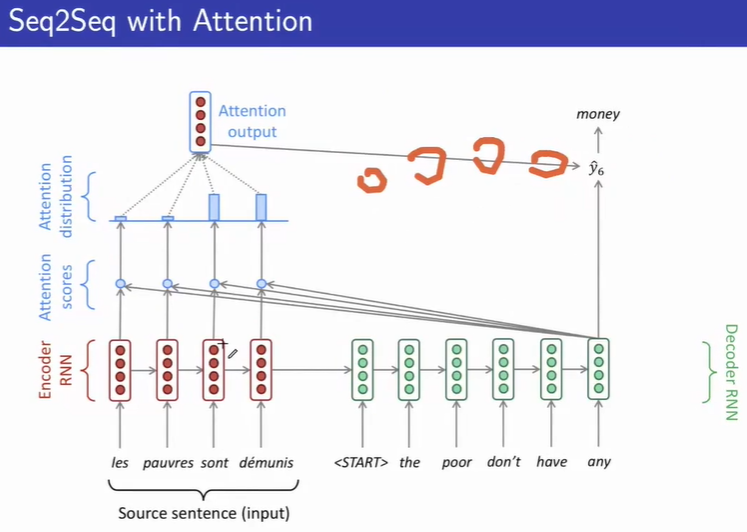 Seq2Seq with Attention
Attention
output
money
ŷ₆
Attention
distribution
Attention
scores
Encoder
RNN
Decoder RNN
les pauvres sont démunis <START> the poor don't have any
Source sentence (input)